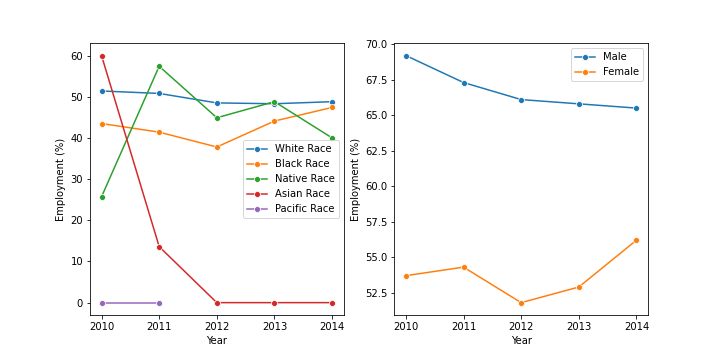 60
50
40
30
20
10
0
Employment (%)
2010 2011 2012 2013 2014
Year
White Race
Black Race
Native Race
Asian Race
Pacific Race
70.0
67.5
65.0
62.5
60.0
57.5
55.0
52.5
Employment (%)
2010 2011 2012 2013 2014
Year
Male
Female